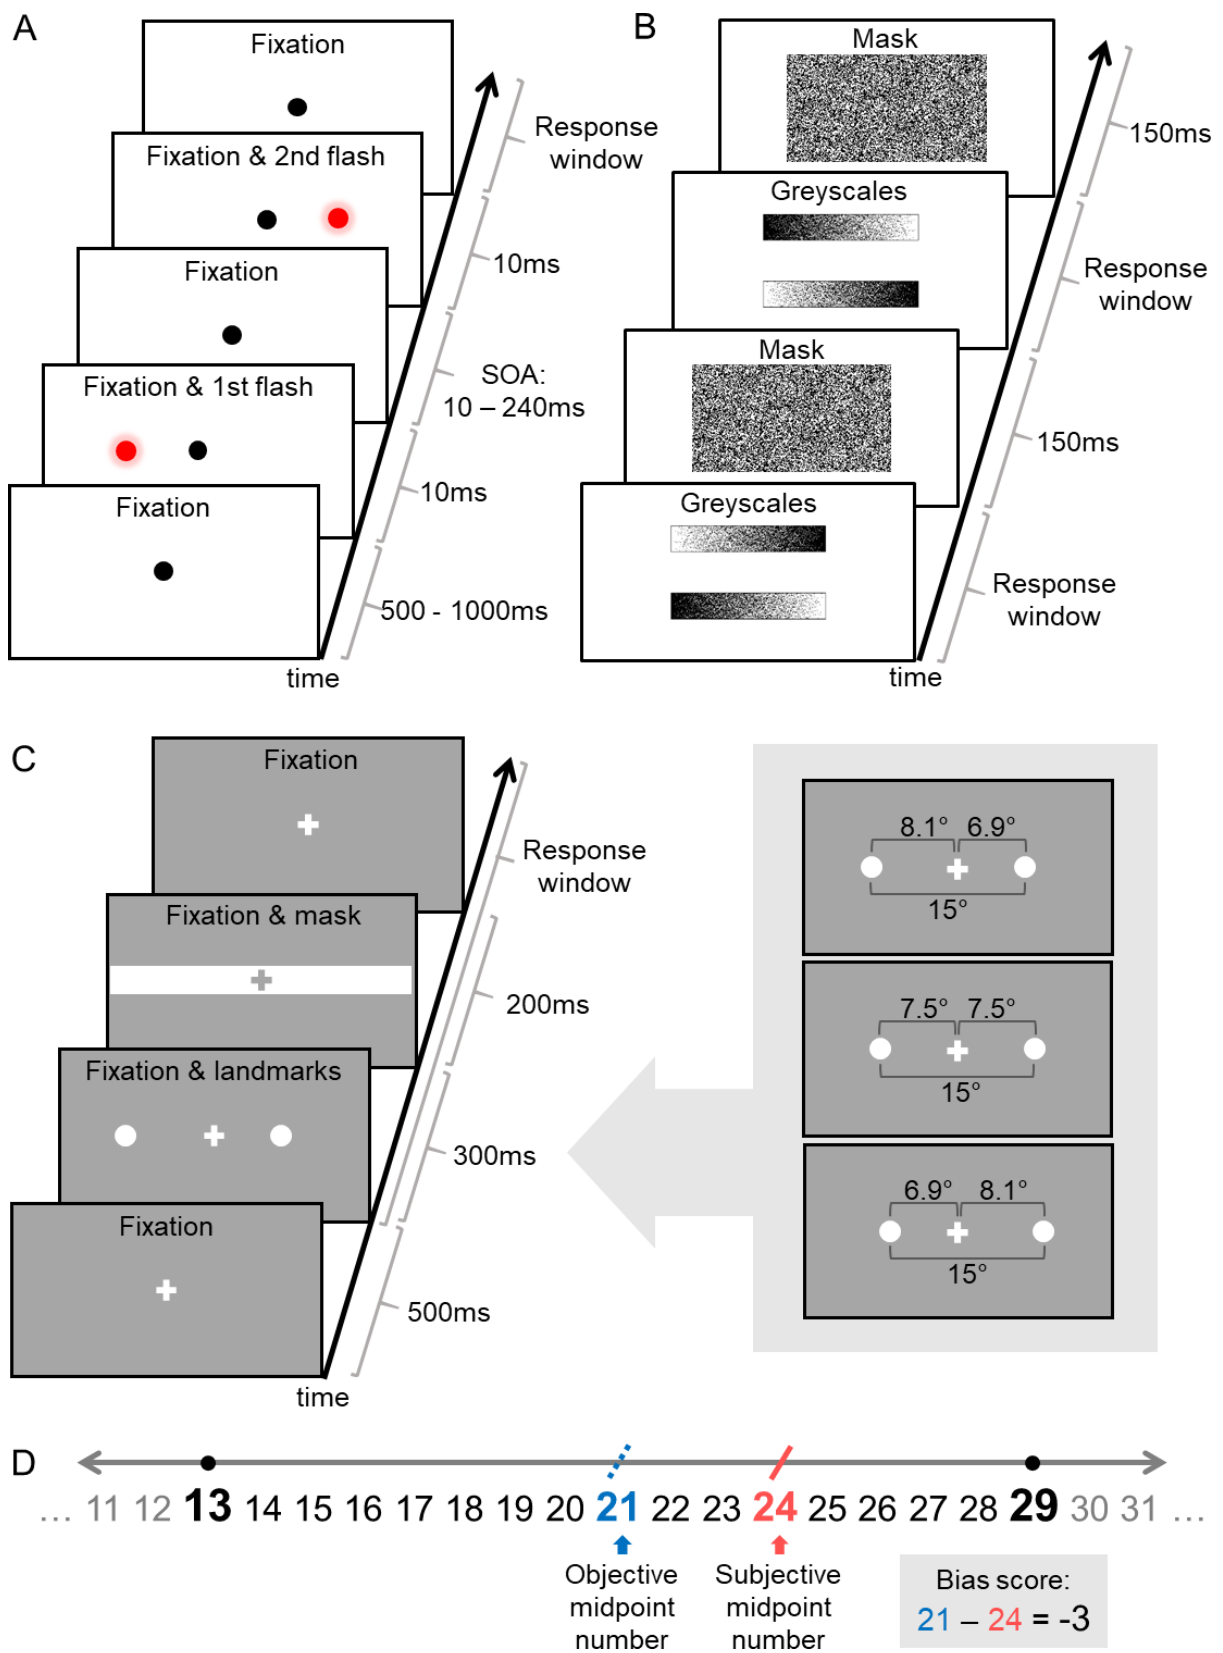 A
Fixation
Fixation & 2nd flash
Fixation
Fixation & 1st flash
Fixation
Response
window
10ms
SOA:
10 – 240ms
10ms
500 - 1000ms
time
B
Mask
Greyscales
Mask
Greyscales
150ms
Response
window
150ms
Response
window
time
C
Fixation
Fixation & mask
Fixation & landmarks
Fixation
Response
window
200ms
300ms
500ms
time
8.1° 6.9°
15°
7.5° 7.5°
15°
6.9° 8.1°
15°
D
... 11 12 13 14 15 16 17 18 19 20 21 22 23 24 25 26 27 28 29 30 31 ...
Objective
midpoint
number
Subjective
midpoint
number
Bias score:
21 – 24 = -3